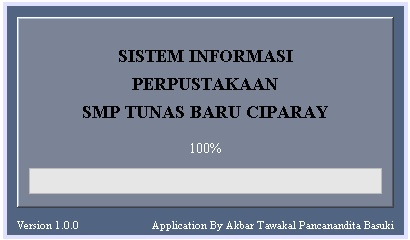 SISTEM INFORMASI
PERPUSTAKAAN
SMP TUNAS BARU CIPARAY
100%
Version 1.0.0 Application By Akbar Tawakal Pancanandita Basuki